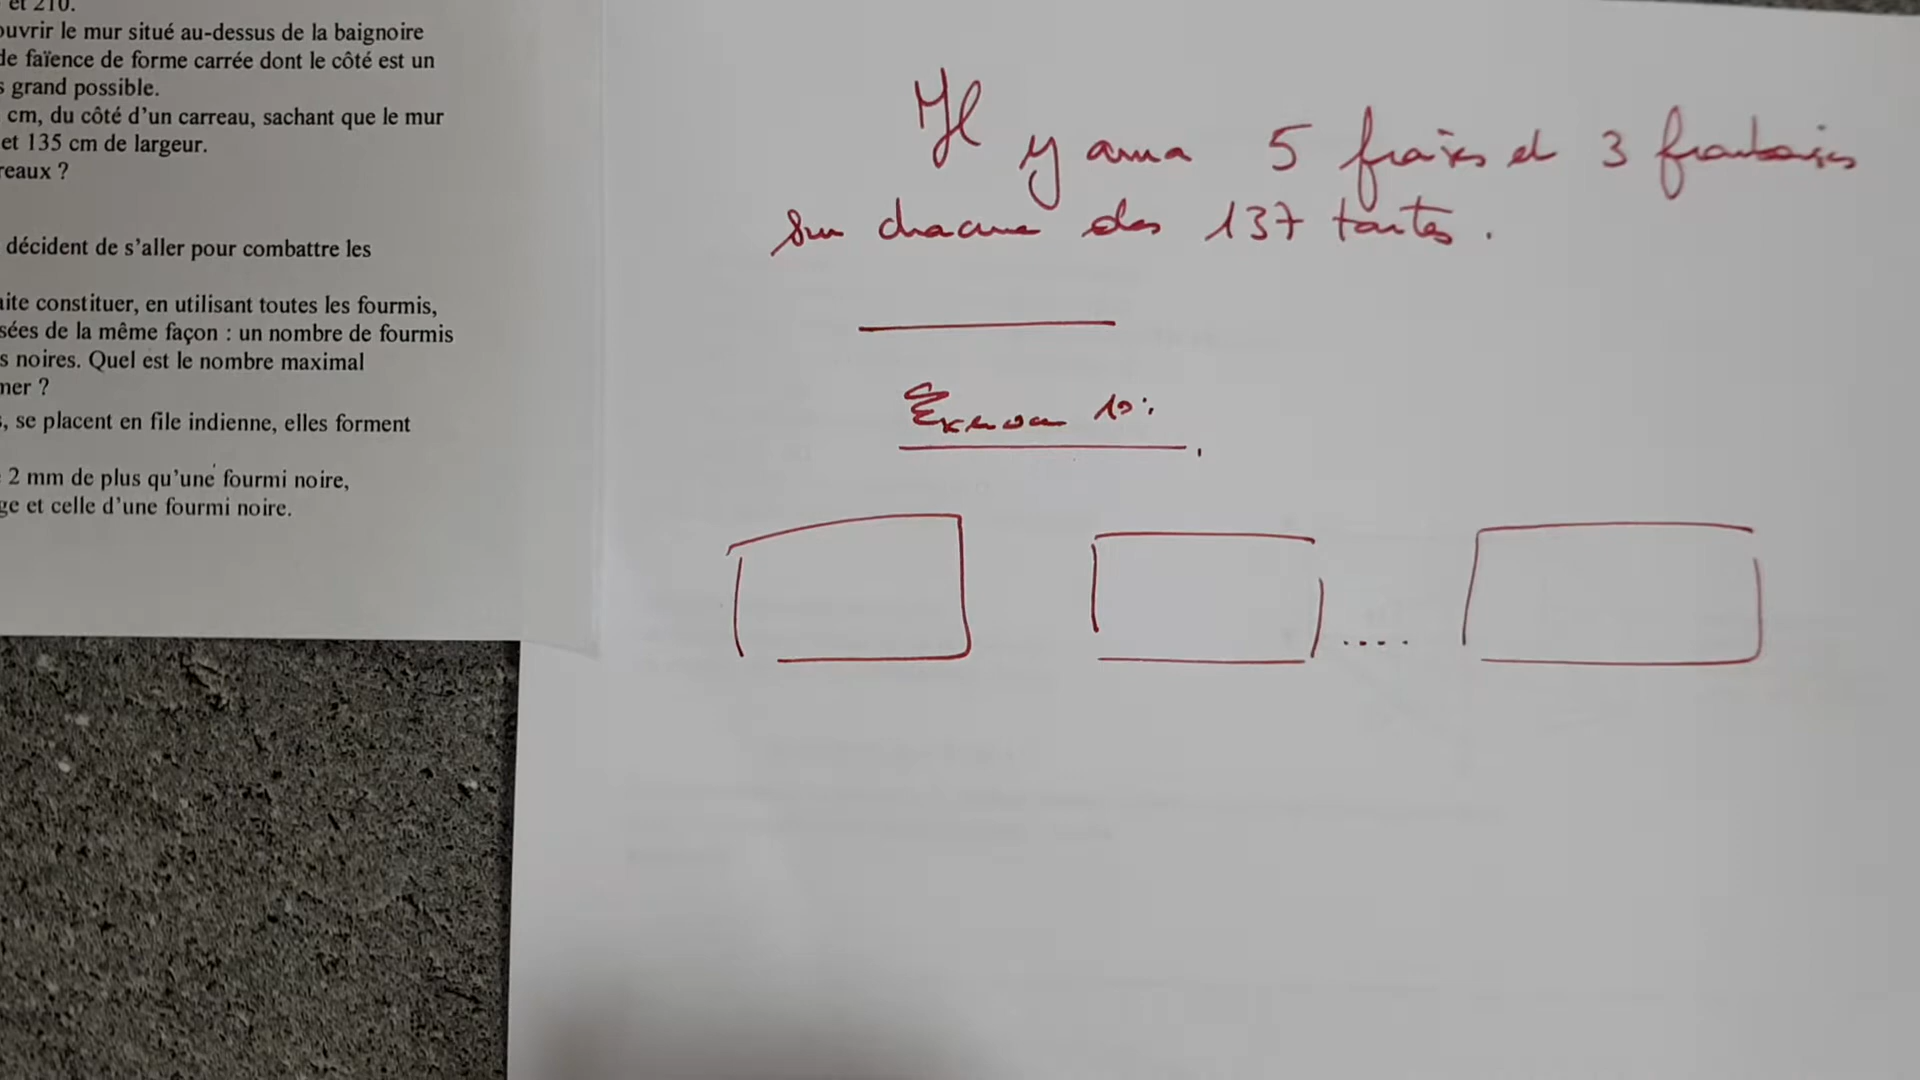 et 210.
ouvrir le mur situé au-dessus de la baignoire
de faïence de forme carrée dont le côté est un
s grand possible.
cm, du côté d’un carreau, sachant que le mur
et 135 cm de largeur.
reaux ?
décident de s’aller pour combattre les
aite constituer, en utilisant toutes les fourmis,
sées de la même façon : un nombre de fourmis
s noires. Quel est le nombre maximal
mer ?
s, se placent en file indienne, elles forment
2 mm de plus qu’une fourmi noire,
ge et celle d’une fourmi noire.
Il y aura 5 fraises et 3 framboises
sur chacune des 137 tartes.
Exercice 10:
....